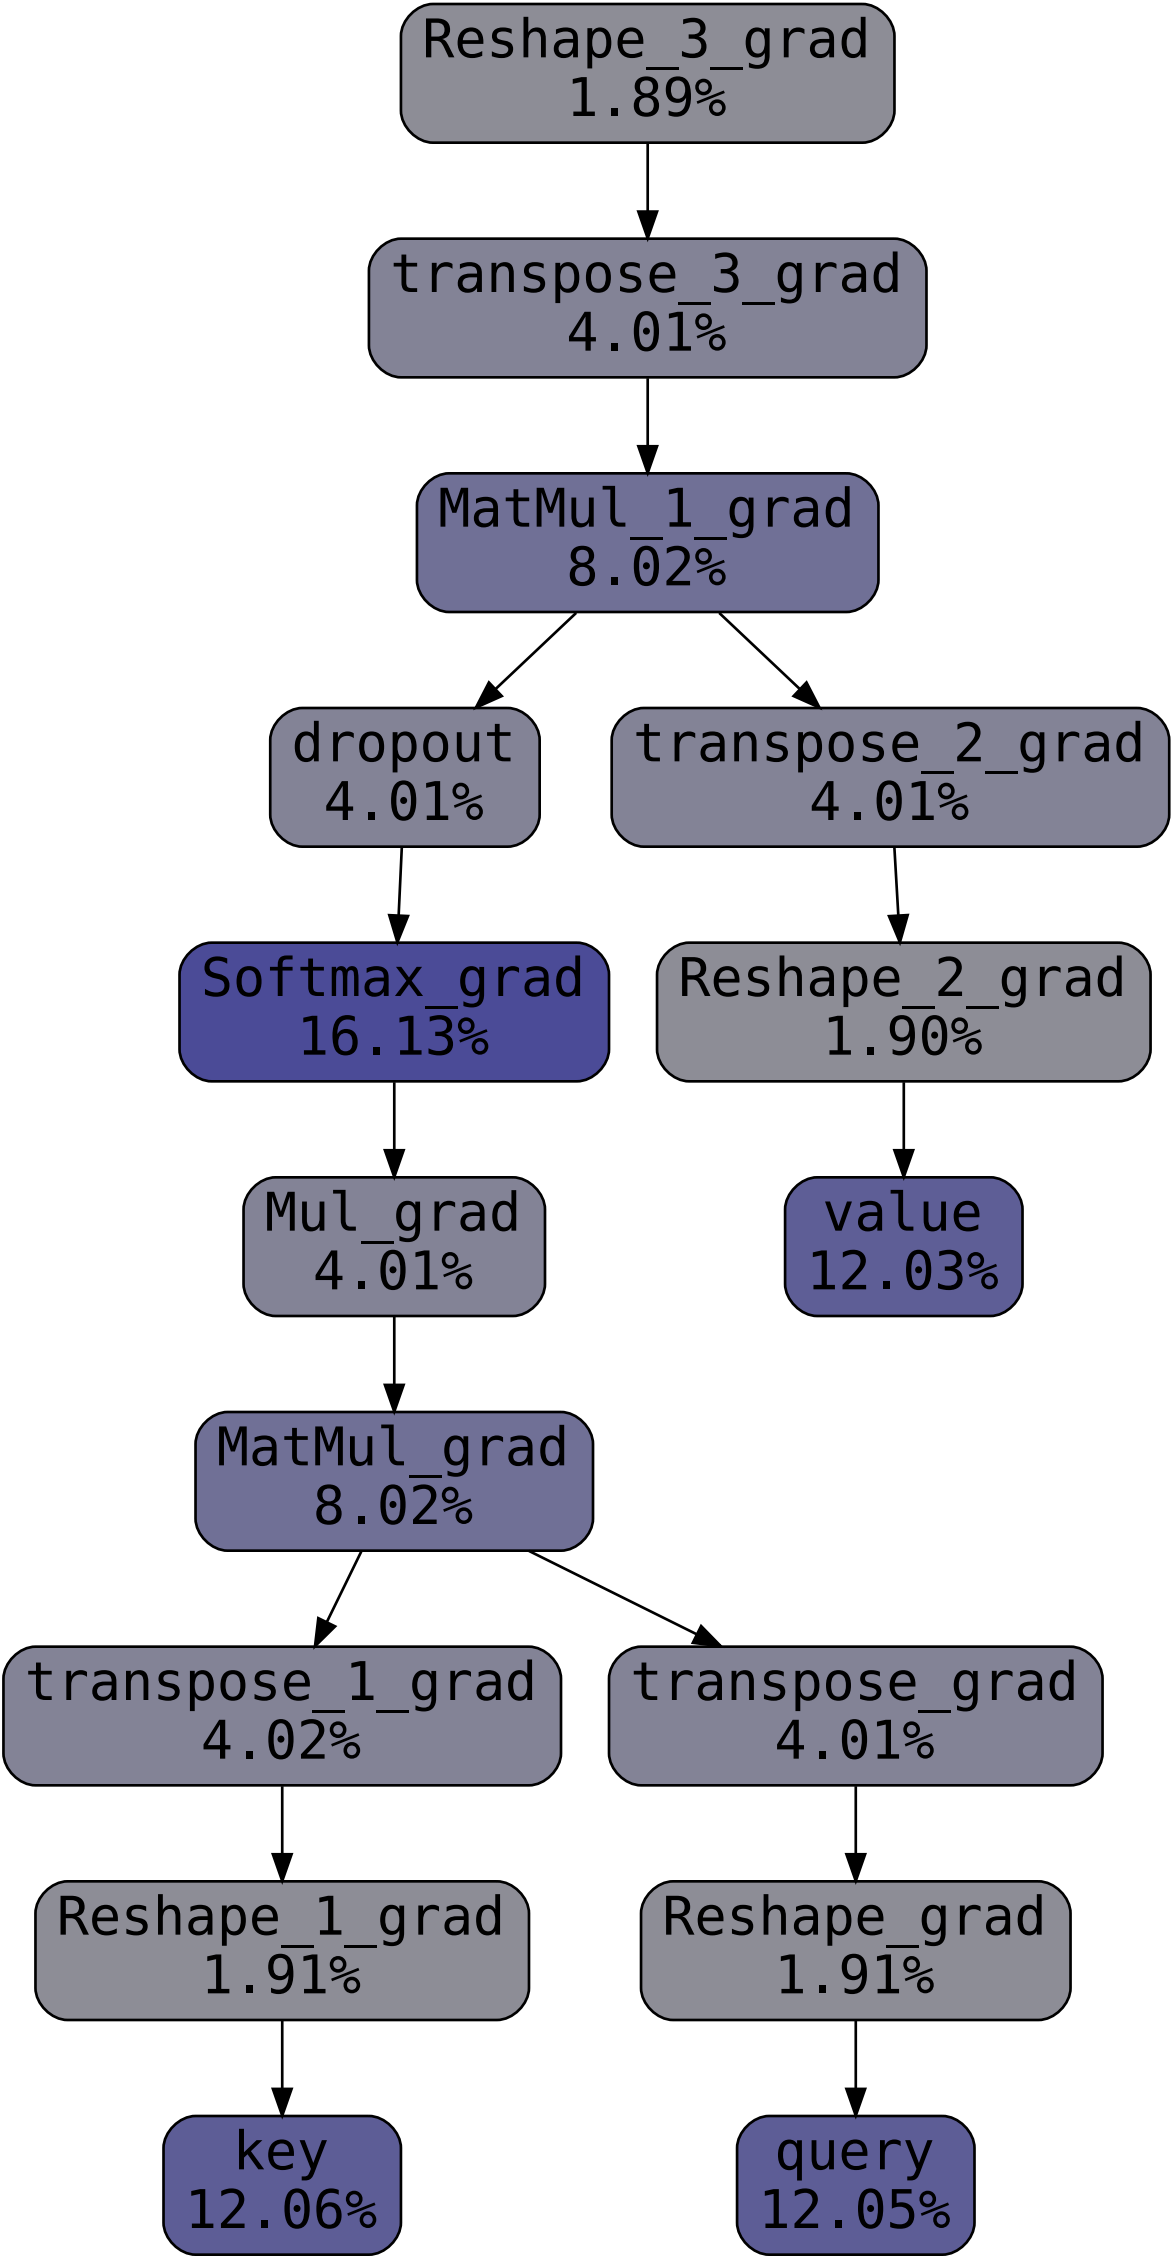 Reshape_3_grad
1.89%
transpose_3_grad
4.01%
MatMul_1_grad
8.02%
dropout
4.01%
transpose_2_grad
4.01%
Softmax_grad
16.13%
Reshape_2_grad
1.90%
Mul_grad
4.01%
value
12.03%
MatMul_grad
8.02%
transpose_1_grad
4.02%
transpose_grad
4.01%
Reshape_1_grad
1.91%
Reshape_grad
1.91%
key
12.06%
query
12.05%